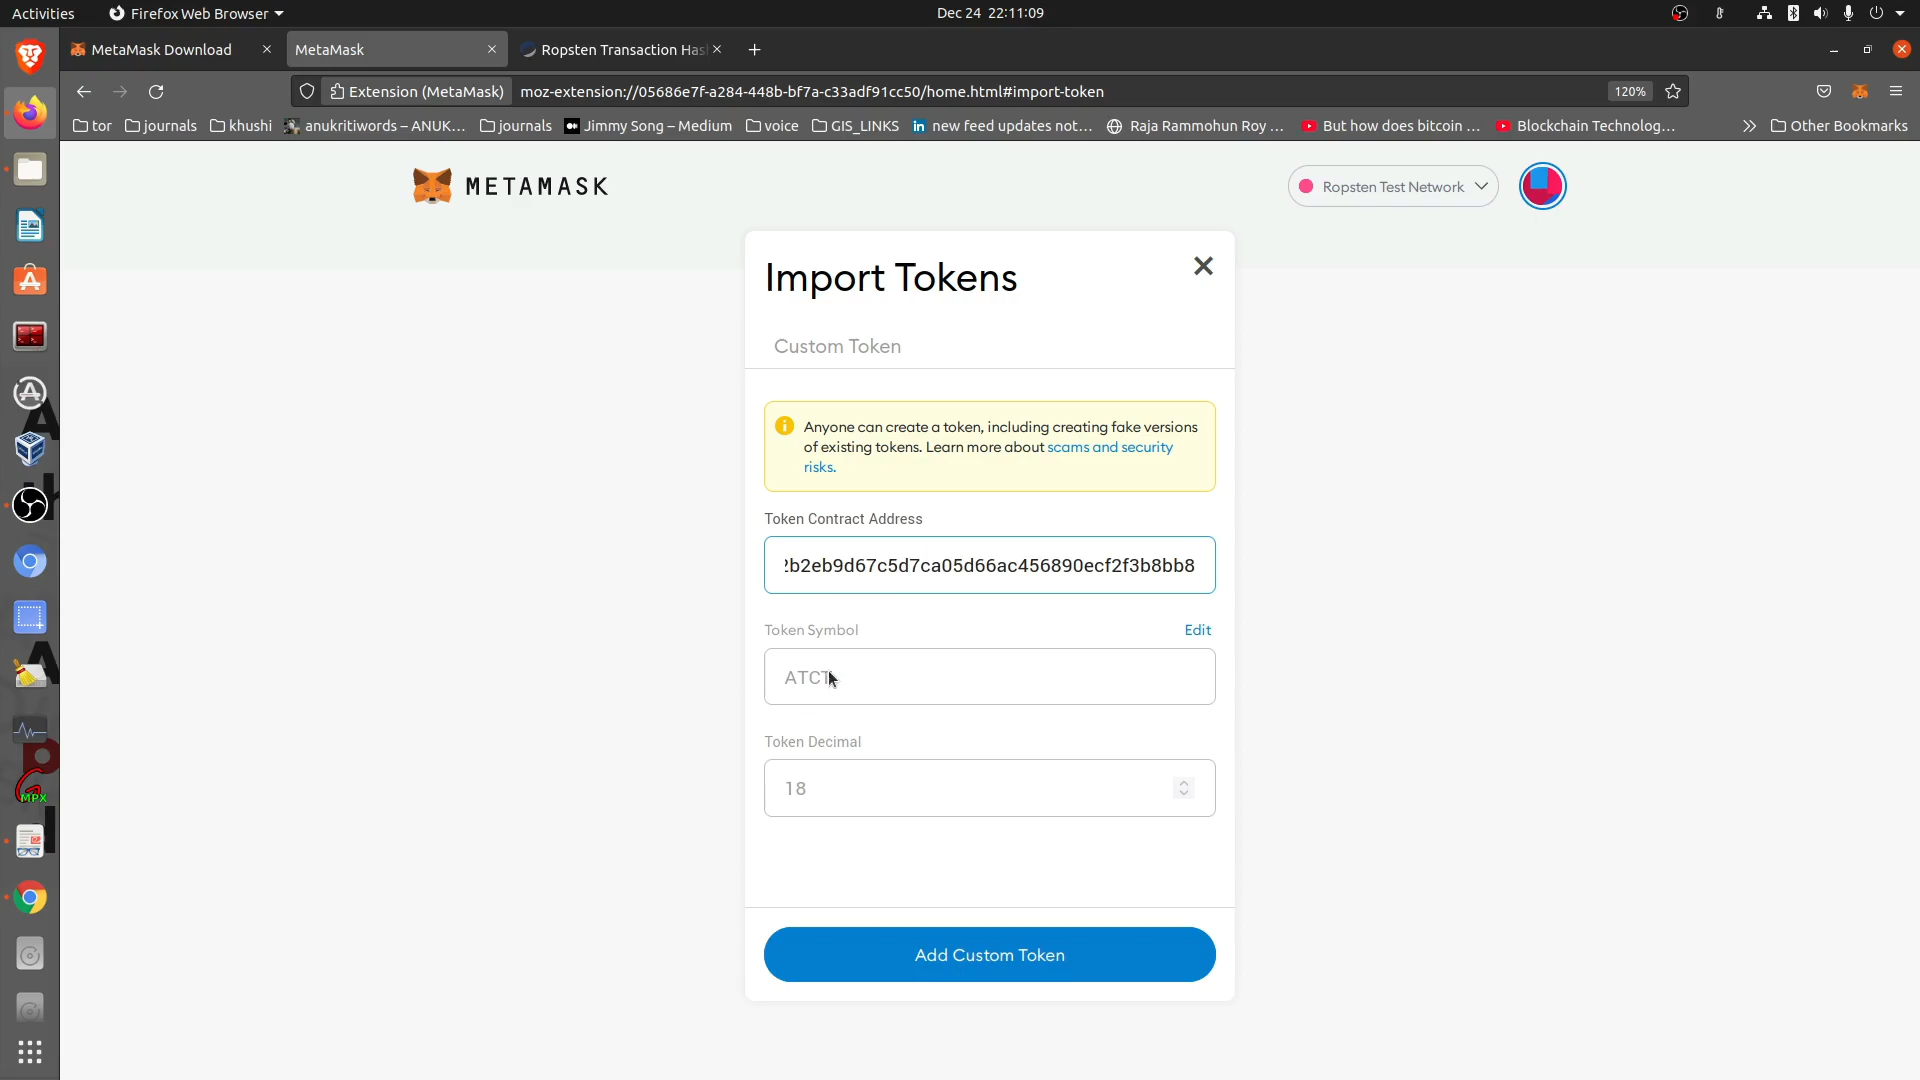 Activities
Firefox Web Browser
Dec 24 22:11:09
MetaMask Download
MetaMask
Ropsten Transaction Has
Extension (MetaMask)
moz-extension://05686e7f-a284-448b-bf7a-c33adf91cc50/home.html#import-token
120%
tor
journals
khushi
anukritiwords – ANUK...
journals
Jimmy Song – Medium
voice
GIS_LINKS
in
new feed updates not...
Raja Rammohun Roy ...
But how does bitcoin ...
Blockchain Technolog...
Other Bookmarks
METAMASK
Ropsten Test Network
Import Tokens
Custom Token
Anyone can create a token, including creating fake versions
of existing tokens. Learn more about scams and security
risks.
Token Contract Address
2b2eb9d67c5d7ca05d66ac456890ecf2f3b8bb8
Token Symbol
Edit
ATCT
Token Decimal
18
Add Custom Token
MPX